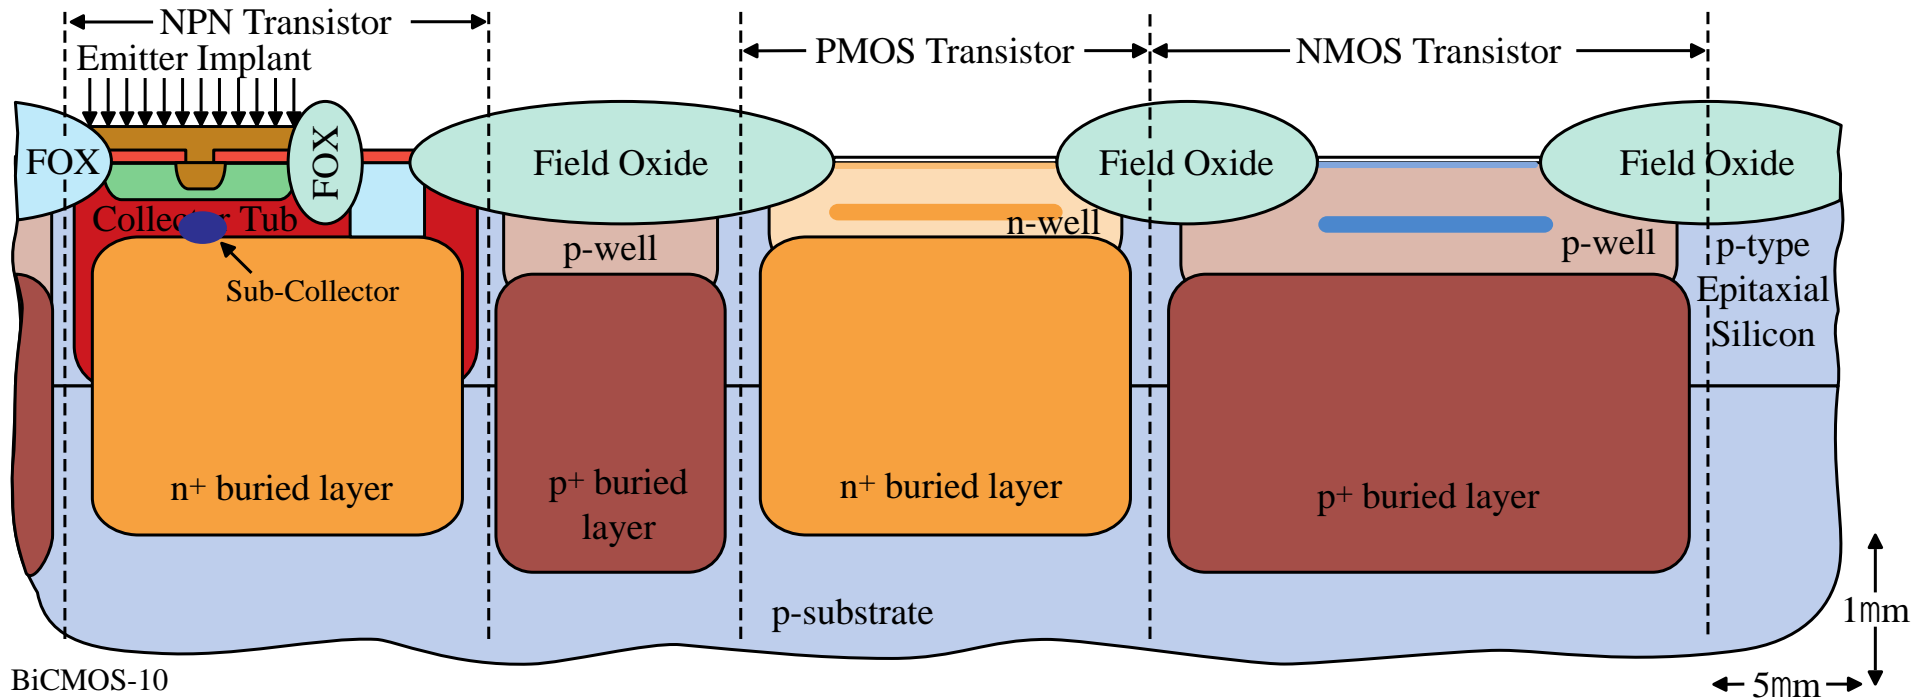 NPN Transistor
Emitter Implant
PMOS Transistor
NMOS Transistor
FOX
FOX
Field Oxide
Field Oxide
Field Oxide
Collector Tub
Sub-Collector
p-well
n-well
p-well
p-type
Epitaxial
Silicon
n+ buried layer
p+ buried
layer
n+ buried layer
p+ buried layer
p-substrate
1mm
5mm
BiCMOS-10